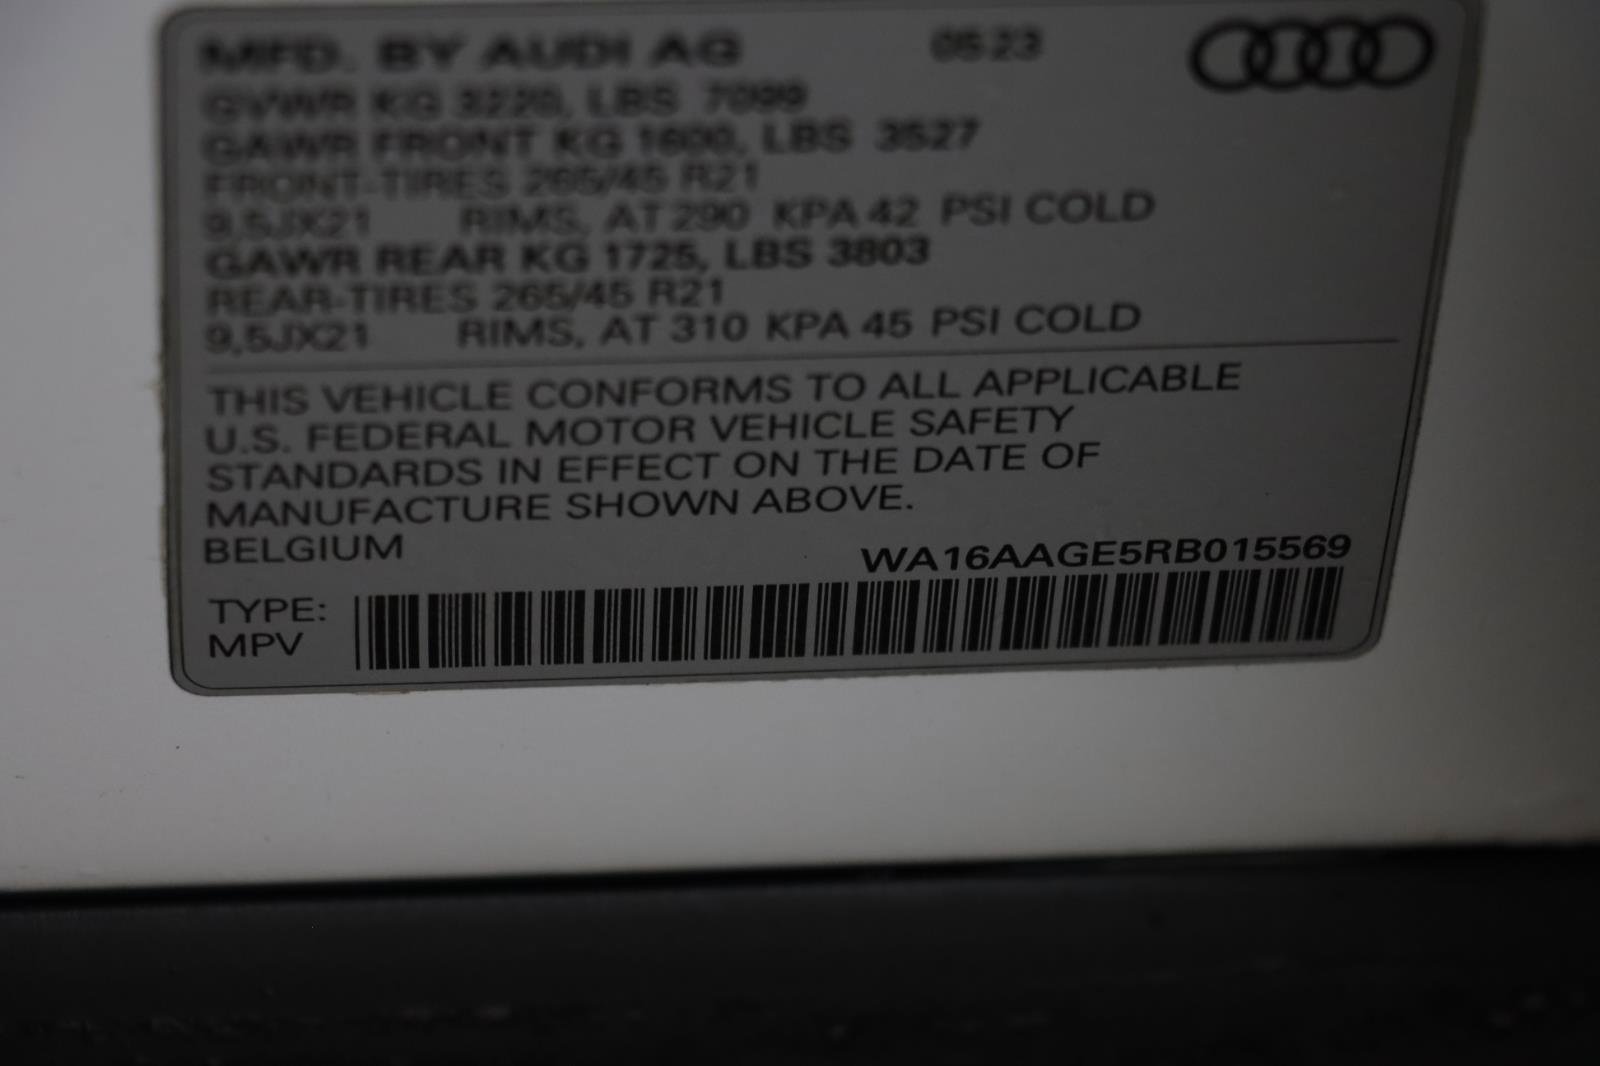 MFD. BY AUDI AG 05 23
GVWR KG 3220, LBS 7099
GAWR FRONT KG 1600, LBS 3527
FRONT-TIRES 265/45 R21
9,5JX21 RIMS, AT 290 KPA 42 PSI COLD
GAWR REAR KG 1725, LBS 3803
REAR-TIRES 265/45 R21
9,5JX21 RIMS, AT 310 KPA 45 PSI COLD
THIS VEHICLE CONFORMS TO ALL APPLICABLE
U.S. FEDERAL MOTOR VEHICLE SAFETY
STANDARDS IN EFFECT ON THE DATE OF
MANUFACTURE SHOWN ABOVE.
BELGIUM WA16AAGE5RB015569
TYPE:
MPV